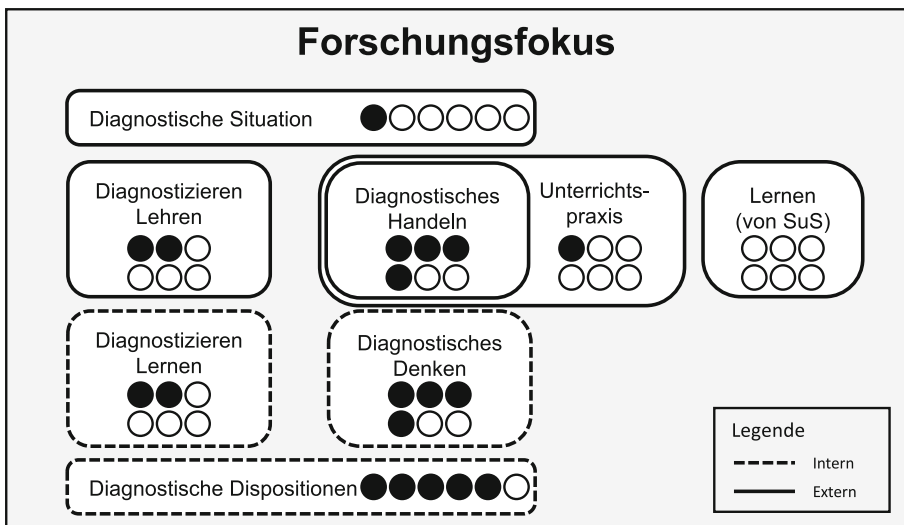 Forschungsfokus
Diagnostische Situation
Diagnostizieren
Lehren
Diagnostisches
Handeln
Unterrichts-
praxis
Lernen
(von SuS)
Diagnostizieren
Lernen
Diagnostisches
Denken
Diagnostische Dispositionen
Legende
Intern
Extern